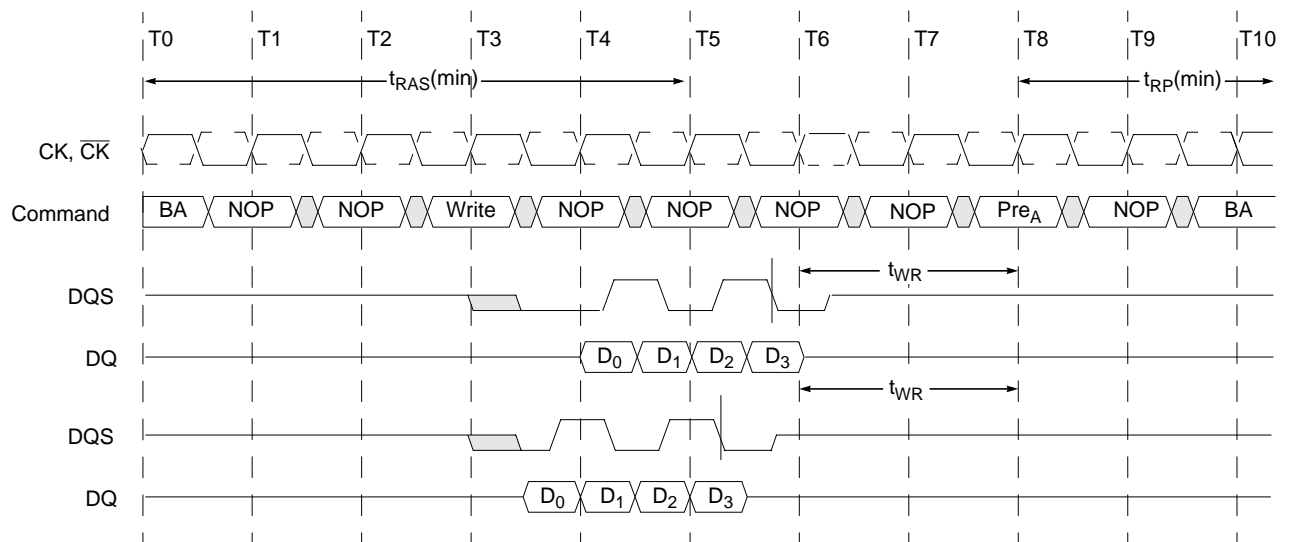 T0 T1 T2 T3 T4 T5 T6 T7 T8 T9 T10
tRAS(min) tRP(min)
CK, C̅K̅
Command BA NOP NOP Write NOP NOP NOP NOP PreA NOP BA
tWR
DQS
DQ D0 D1 D2 D3
tWR
DQS
DQ D0 D1 D2 D3